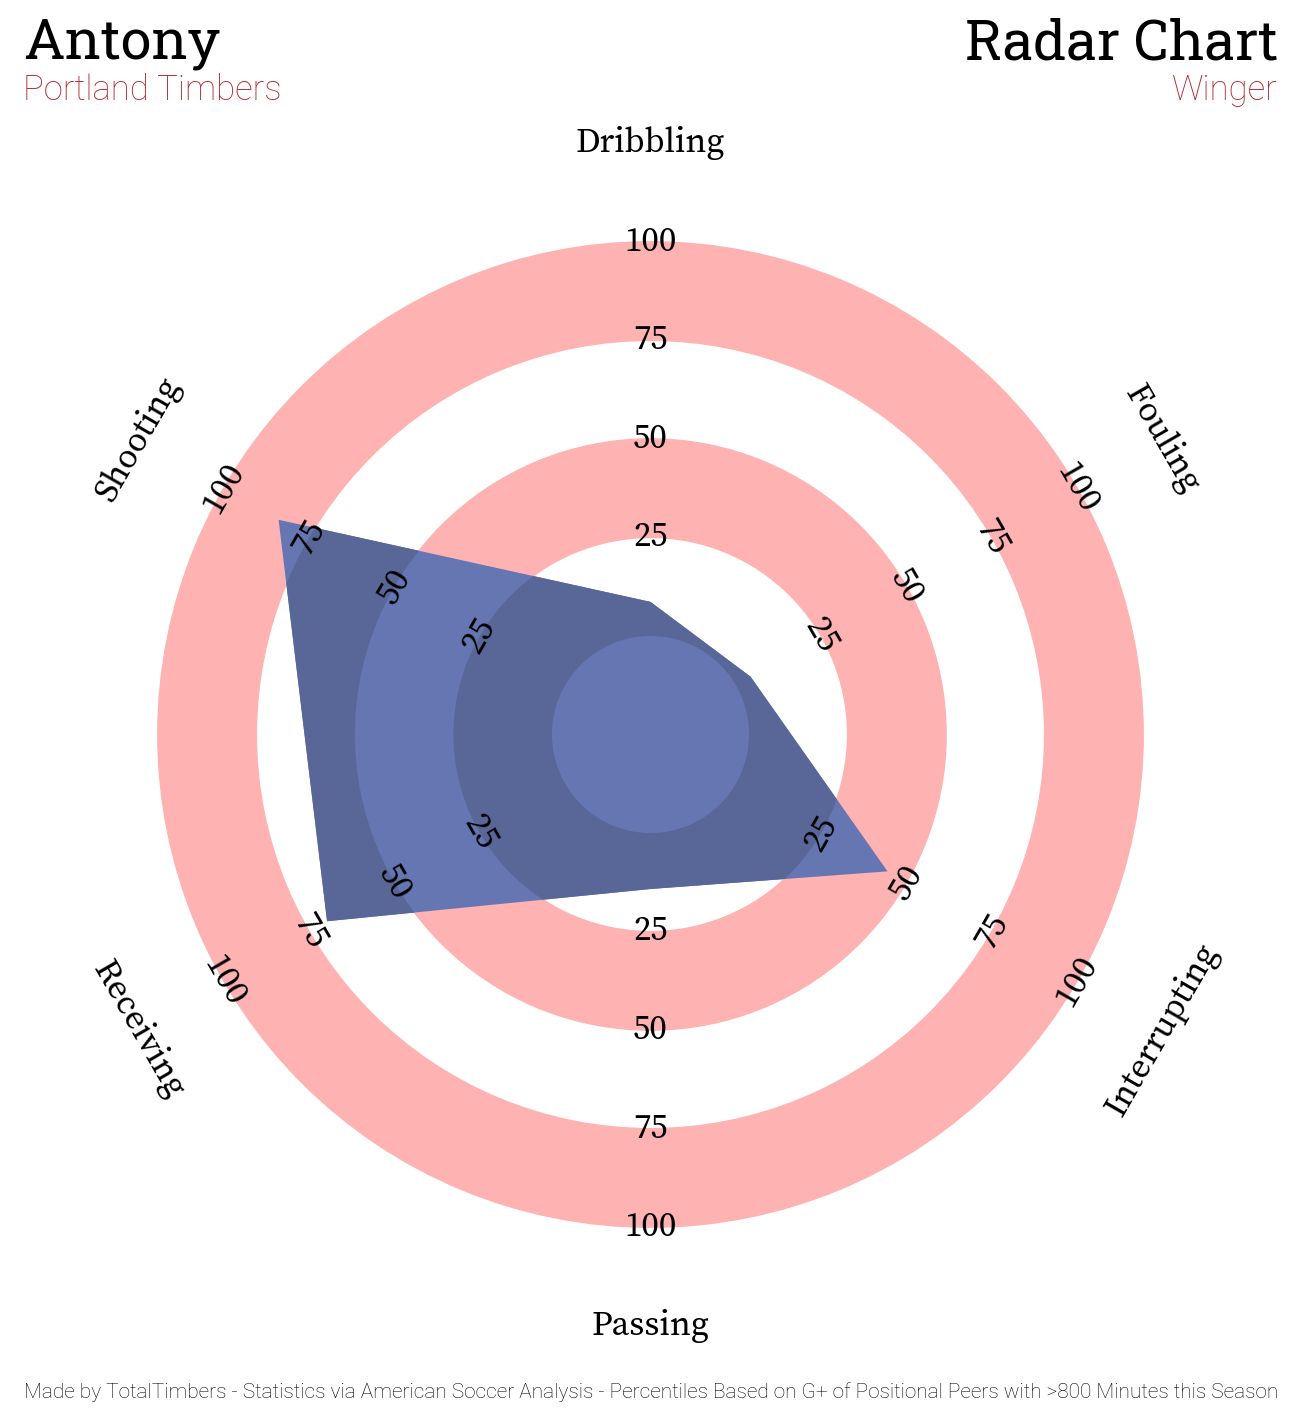 Antony
Radar Chart
Portland Timbers
Winger
Dribbling
100
75
50
25
Fouling
100
75
50
25
Shooting
100
75
50
25
Receiving
100
75
50
25
Interrupting
100
75
50
25
25
50
75
100
Passing
Made by TotalTimbers - Statistics via American Soccer Analysis - Percentiles Based on G+ of Positional Peers with >800 Minutes this Season